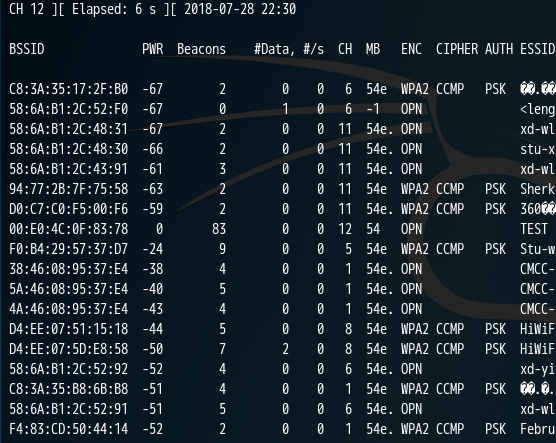 CH 12 ][ Elapsed: 6 s ][ 2018-07-28 22:30
BSSID PWR Beacons #Data, #/s CH MB ENC CIPHER AUTH ESSID
C8:3A:35:17:2F:B0 -67 2 0 0 6 54e WPA2 CCMP PSK
58:6A:B1:2C:52:F0 -67 0 1 0 6 -1 OPN <leng
58:6A:B1:2C:48:31 -67 2 0 0 11 54e. OPN xd-wl
58:6A:B1:2C:48:30 -66 2 0 0 11 54e. OPN stu-x
58:6A:B1:2C:43:91 -61 3 0 0 11 54e. OPN xd-wl
94:77:2B:7F:75:58 -63 2 0 0 11 54e WPA2 CCMP PSK Sherk
D0:C7:C0:F5:00:F6 -59 2 0 0 11 54e. WPA2 CCMP PSK 360
00:E0:4C:0F:83:78 0 83 0 0 12 54 OPN TEST
F0:B4:29:57:37:D7 -24 9 0 0 5 54e WPA2 CCMP PSK Stu-w
38:46:08:95:37:E4 -38 4 0 0 1 54e. OPN CMCC-
5A:46:08:95:37:E4 -40 5 0 0 1 54e. OPN CMCC-
4A:46:08:95:37:E4 -43 4 0 0 1 54e. OPN CMCC-
D4:EE:07:51:15:18 -44 5 0 0 8 54e WPA2 CCMP PSK HiWiF
D4:EE:07:5D:E8:58 -50 7 2 0 8 54e WPA2 CCMP PSK HiWiF
58:6A:B1:2C:52:92 -52 4 0 0 6 54e. OPN xd-yi
C8:3A:35:B8:6B:B8 -51 4 0 0 1 54e WPA2 CCMP PSK
58:6A:B1:2C:52:91 -51 5 0 0 6 54e. OPN xd-wl
F4:83:CD:50:44:14 -52 2 0 0 1 54e. WPA2 CCMP PSK Febru